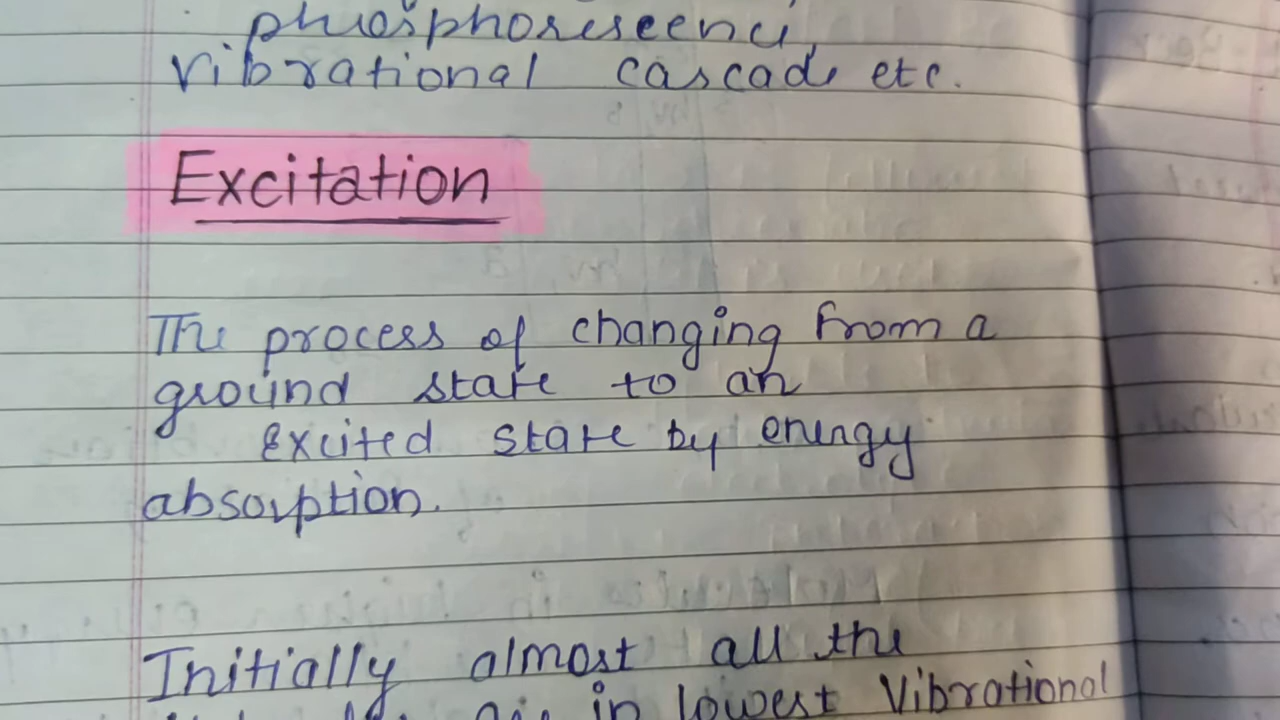 phosphorescence,
vibrational cascade etc.
Excitation
The process of changing from a
ground state to an
excited state by energy
absorption.
Initially almost all the
in lowest Vibrational